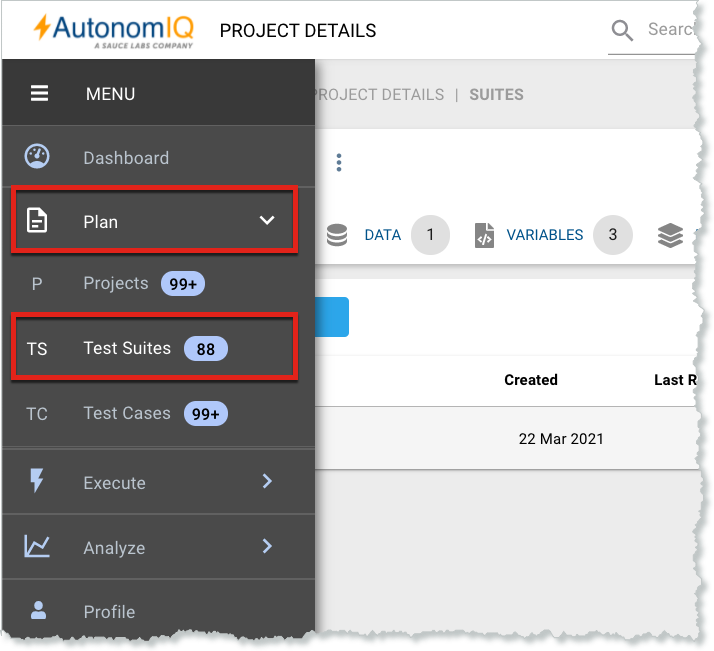 AutonomIQ
A SAUCE LABS COMPANY
PROJECT DETAILS
MENU
PROJECT DETAILS | SUITES
Dashboard
Plan
DATA 1
VARIABLES 3
P Projects 99+
TS Test Suites 88
TC Test Cases 99+
Created
Last R
22 Mar 2021
Execute
Analyze
Profile